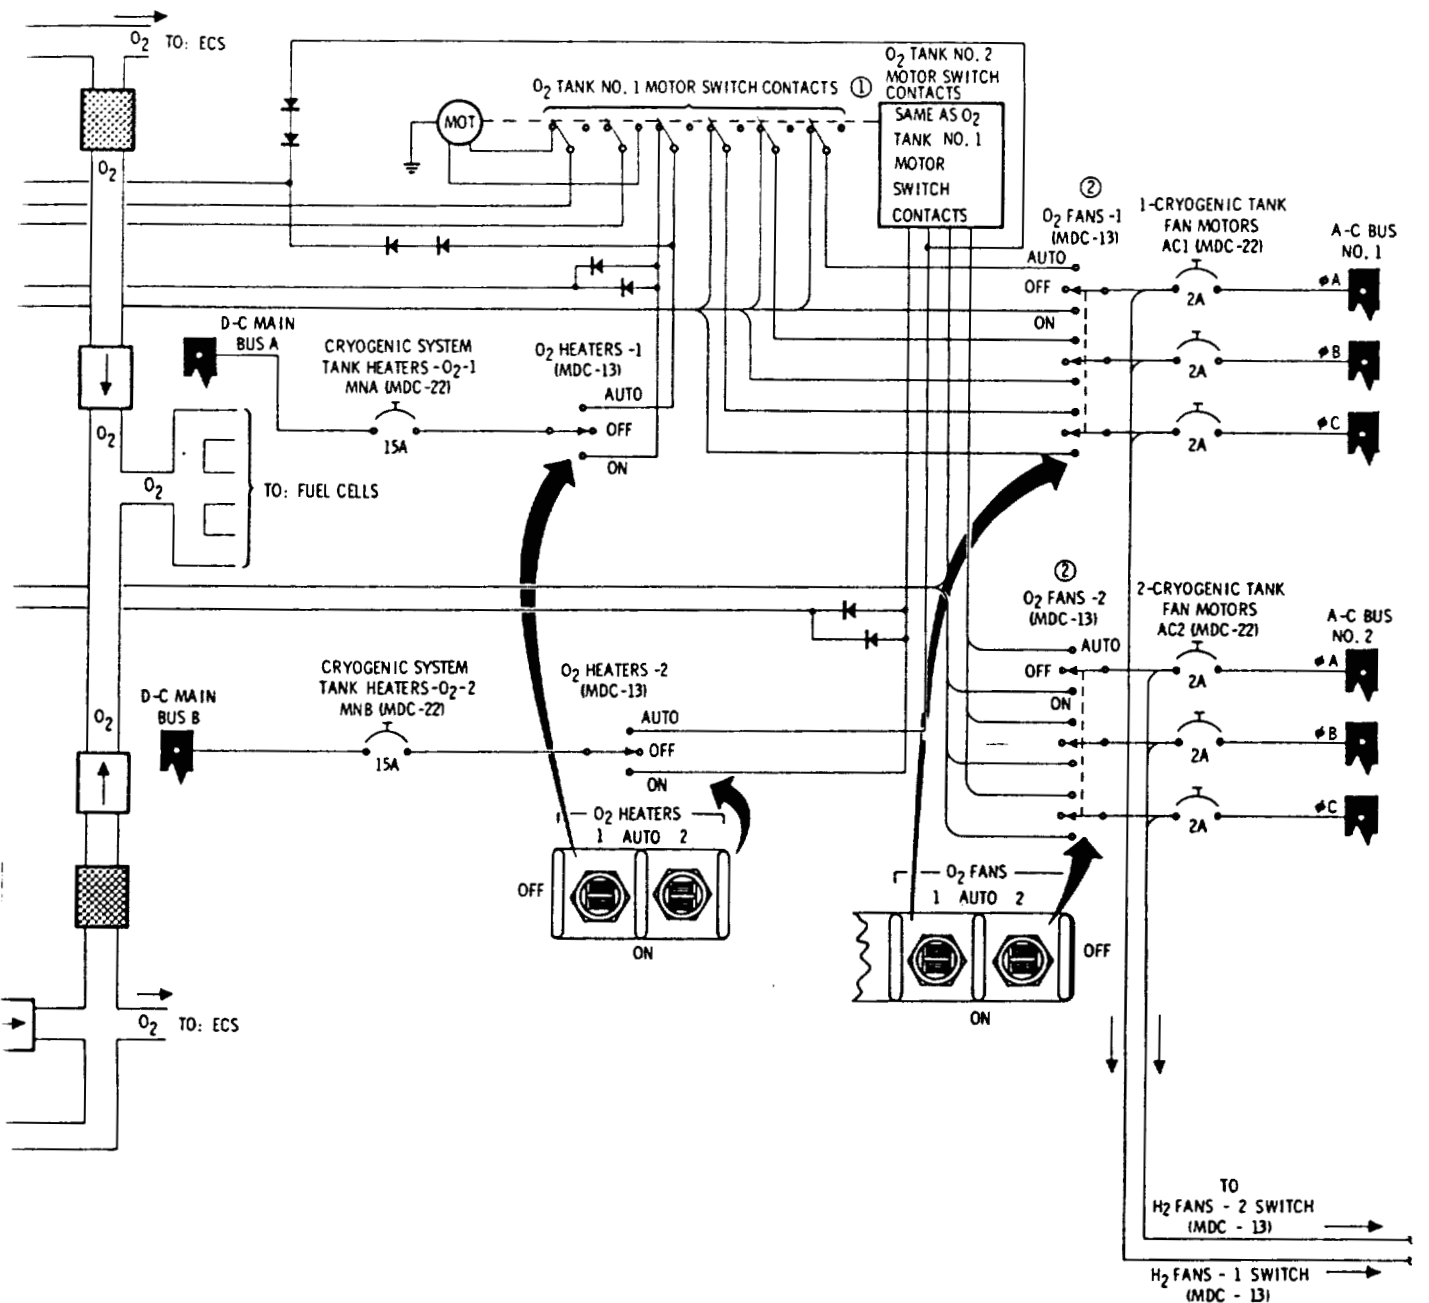 O2 TO: ECS
O2 TANK NO. 2
MOTOR SWITCH
CONTACTS
O2 TANK NO. 1 MOTOR SWITCH CONTACTS 1
MOT
SAME AS O2
TANK NO. 1
MOTOR
SWITCH
CONTACTS
O2
2
O2 FANS -1
(MDC-13)
AUTO
OFF
ON
1-CRYOGENIC TANK
FAN MOTORS
AC1 (MDC-22)
A-C BUS
NO. 1
ϕA
2A
ϕB
2A
ϕC
2A
D-C MAIN
BUS A
CRYOGENIC SYSTEM
TANK HEATERS-O2-1
MNA (MDC-22)
15A
O2 HEATERS -1
(MDC-13)
AUTO
OFF
ON
O2
O2
TO: FUEL CELLS
2
O2 FANS -2
(MDC-13)
AUTO
OFF
ON
2-CRYOGENIC TANK
FAN MOTORS
AC2 (MDC-22)
A-C BUS
NO. 2
ϕA
2A
ϕB
2A
ϕC
2A
CRYOGENIC SYSTEM
TANK HEATERS-O2-2
MNB (MDC-22)
15A
D-C MAIN
BUS B
O2
O2 HEATERS -2
(MDC-13)
AUTO
OFF
ON
O2 HEATERS
1 AUTO 2
OFF
ON
O2 FANS
1 AUTO 2
OFF
ON
O2 TO: ECS
TO
H2 FANS - 2 SWITCH
(MDC - 13)
H2 FANS - 1 SWITCH
(MDC - 13)